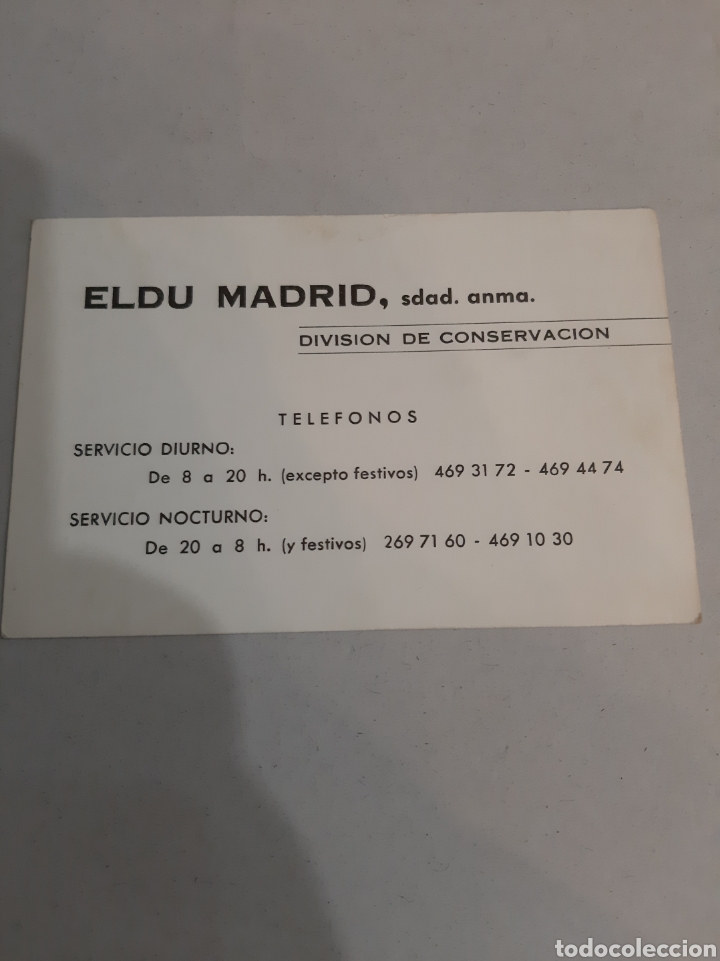 ELDU MADRID, sdad. anma.
DIVISION DE CONSERVACION
TELEFONOS
SERVICIO DIURNO:
De 8 a 20 h. (excepto festivos) 469 31 72 - 469 44 74
SERVICIO NOCTURNO:
De 20 a 8 h. (y festivos) 269 71 60 - 469 10 30
todocoleccion